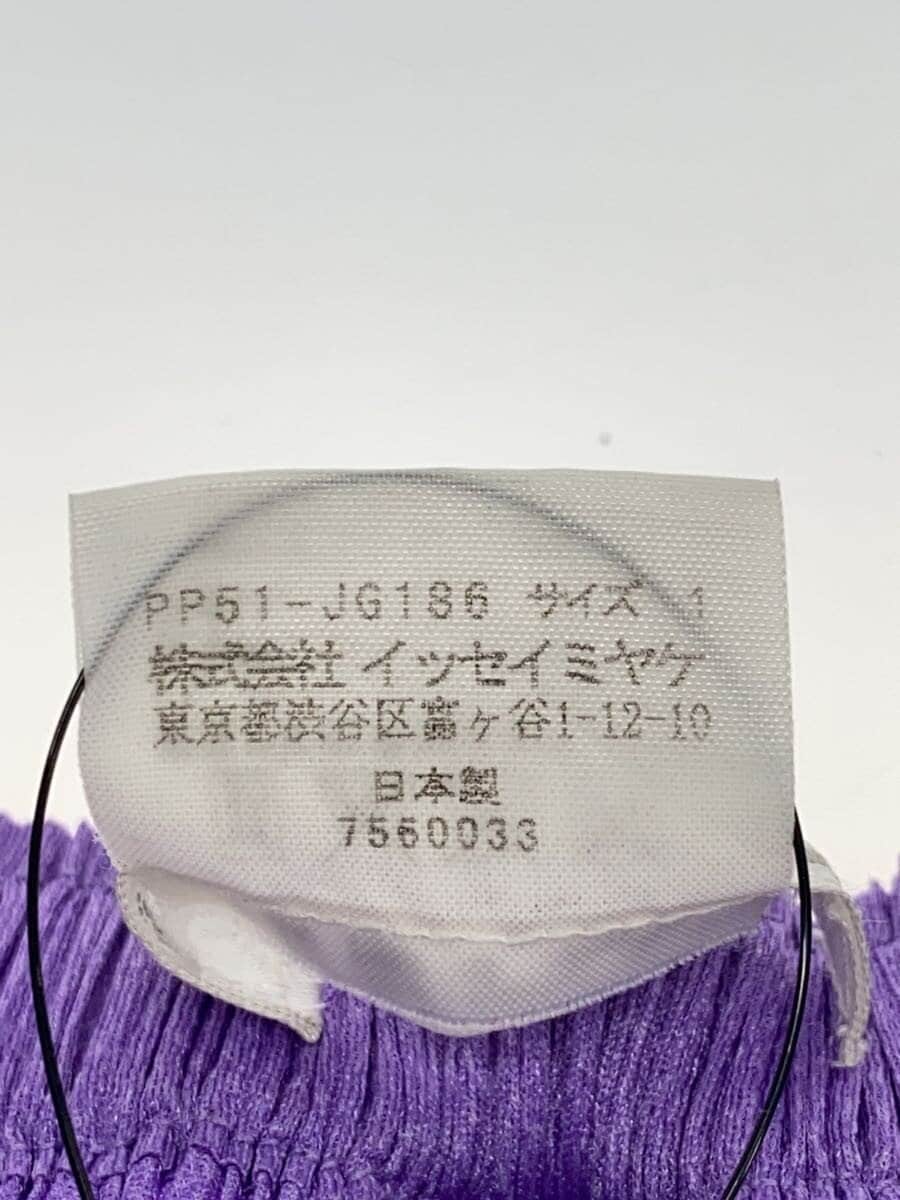 PP51-JG186 サイズ 1
株式会社 イッセイミヤケ
東京都渋谷区富ヶ谷1-12-10
日本製
7560033